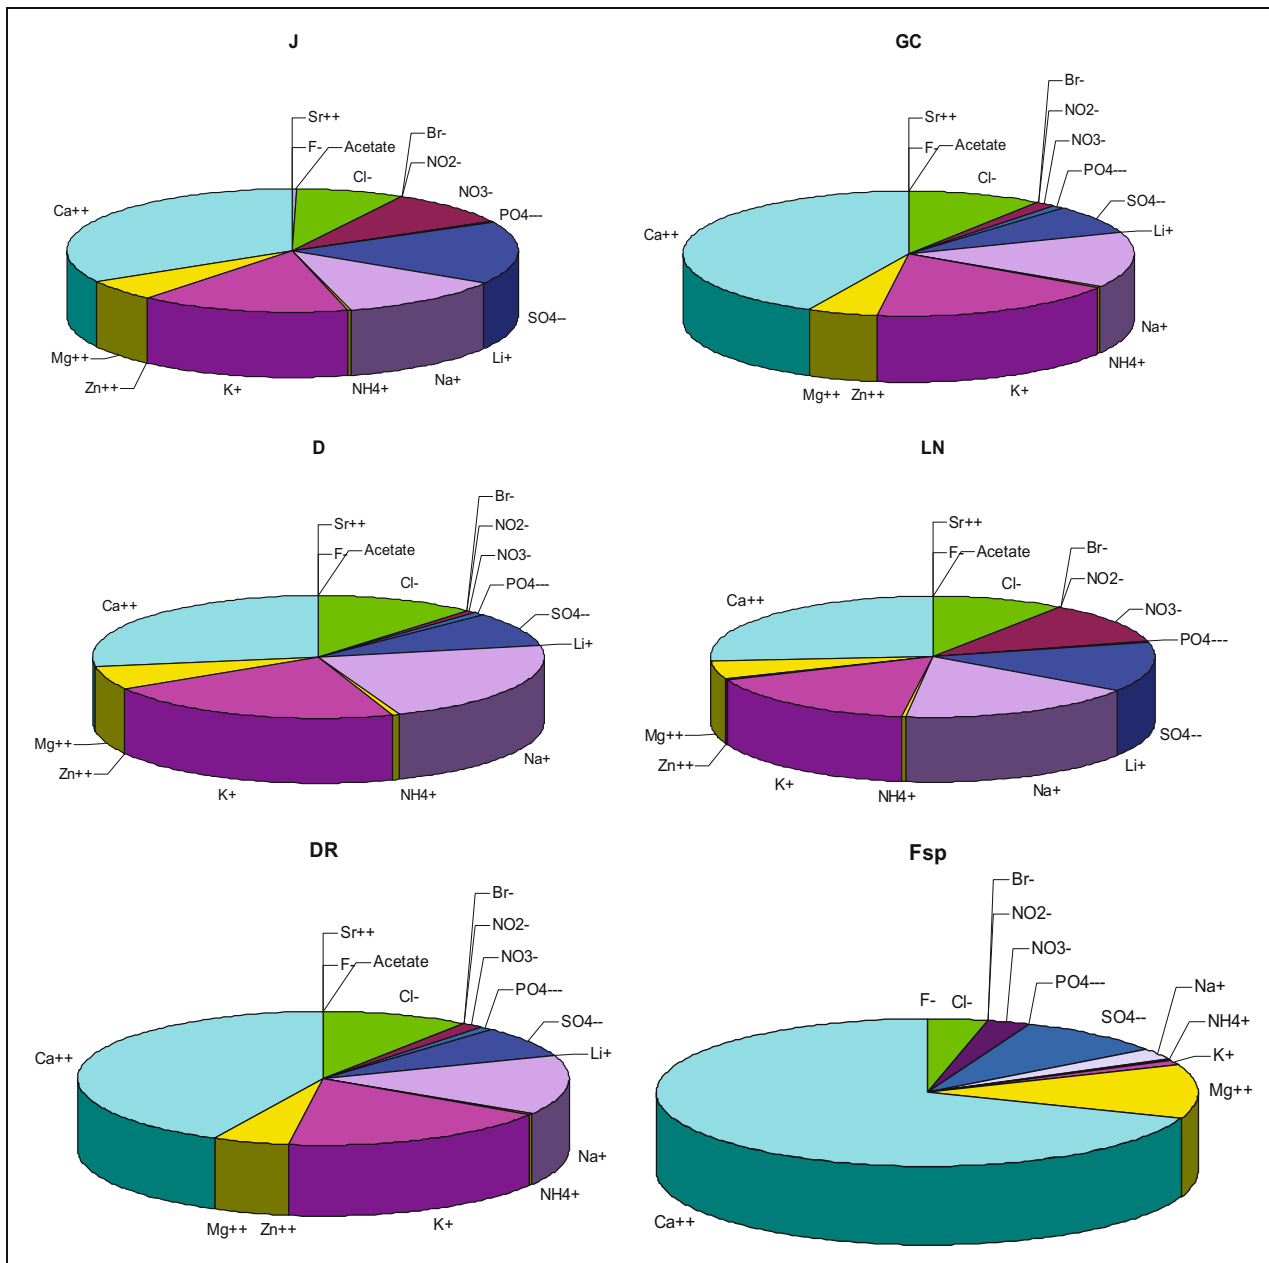 J
Sr++
F-
Acetate
Cl-
Br-
NO2-
NO3-
PO4---
SO4--
Li+
Na+
NH4+
K+
Zn++
Mg++
Ca++
GC
Sr++
F-
Acetate
Cl-
Br-
NO2-
NO3-
PO4---
SO4--
Li+
Na+
NH4+
K+
Zn++
Mg++
Ca++
D
Sr++
F-
Acetate
Cl-
Br-
NO2-
NO3-
PO4---
SO4--
Li+
Na+
NH4+
K+
Zn++
Mg++
Ca++
LN
Sr++
F-
Acetate
Cl-
Br-
NO2-
NO3-
PO4---
SO4--
Li+
Na+
NH4+
K+
Zn++
Mg++
Ca++
DR
Sr++
F-
Acetate
Cl-
Br-
NO2-
NO3-
PO4---
SO4--
Li+
Na+
NH4+
K+
Zn++
Mg++
Ca++
Fsp
F-
Cl-
Br-
NO2-
NO3-
PO4---
SO4--
Na+
NH4+
K+
Mg++
Ca++